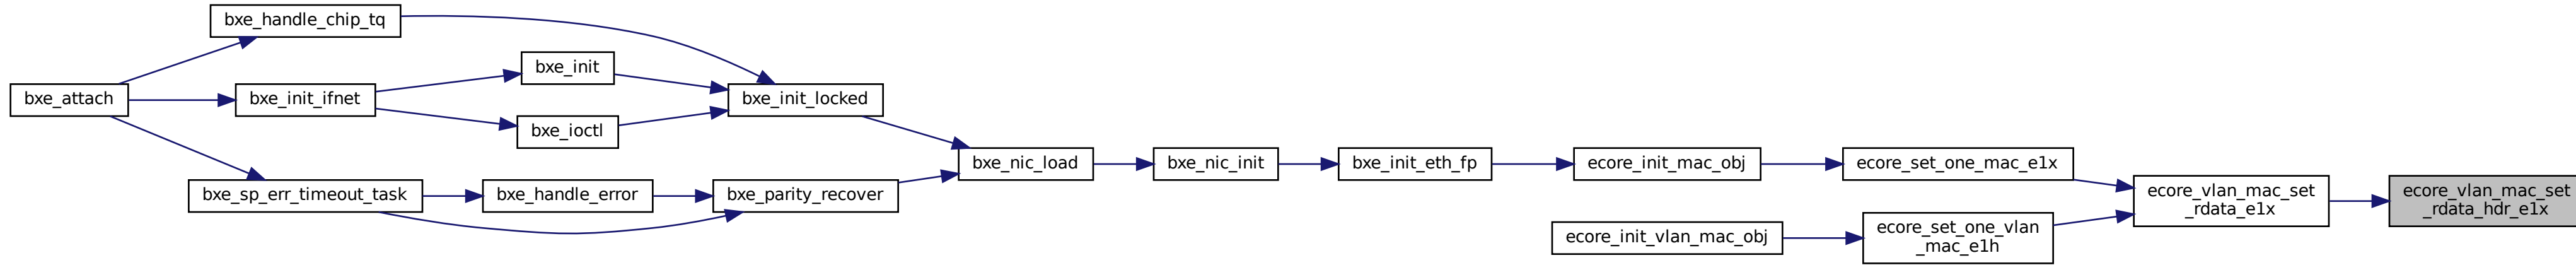 bxe_handle_chip_tq
bxe_init
bxe_attach
bxe_init_ifnet
bxe_init_locked
bxe_ioctl
bxe_nic_load
bxe_nic_init
bxe_init_eth_fp
ecore_init_mac_obj
ecore_set_one_mac_e1x
bxe_sp_err_timeout_task
bxe_handle_error
bxe_parity_recover
ecore_vlan_mac_set
_rdata_e1x
ecore_vlan_mac_set
_rdata_hdr_e1x
ecore_init_vlan_mac_obj
ecore_set_one_vlan
_mac_e1h